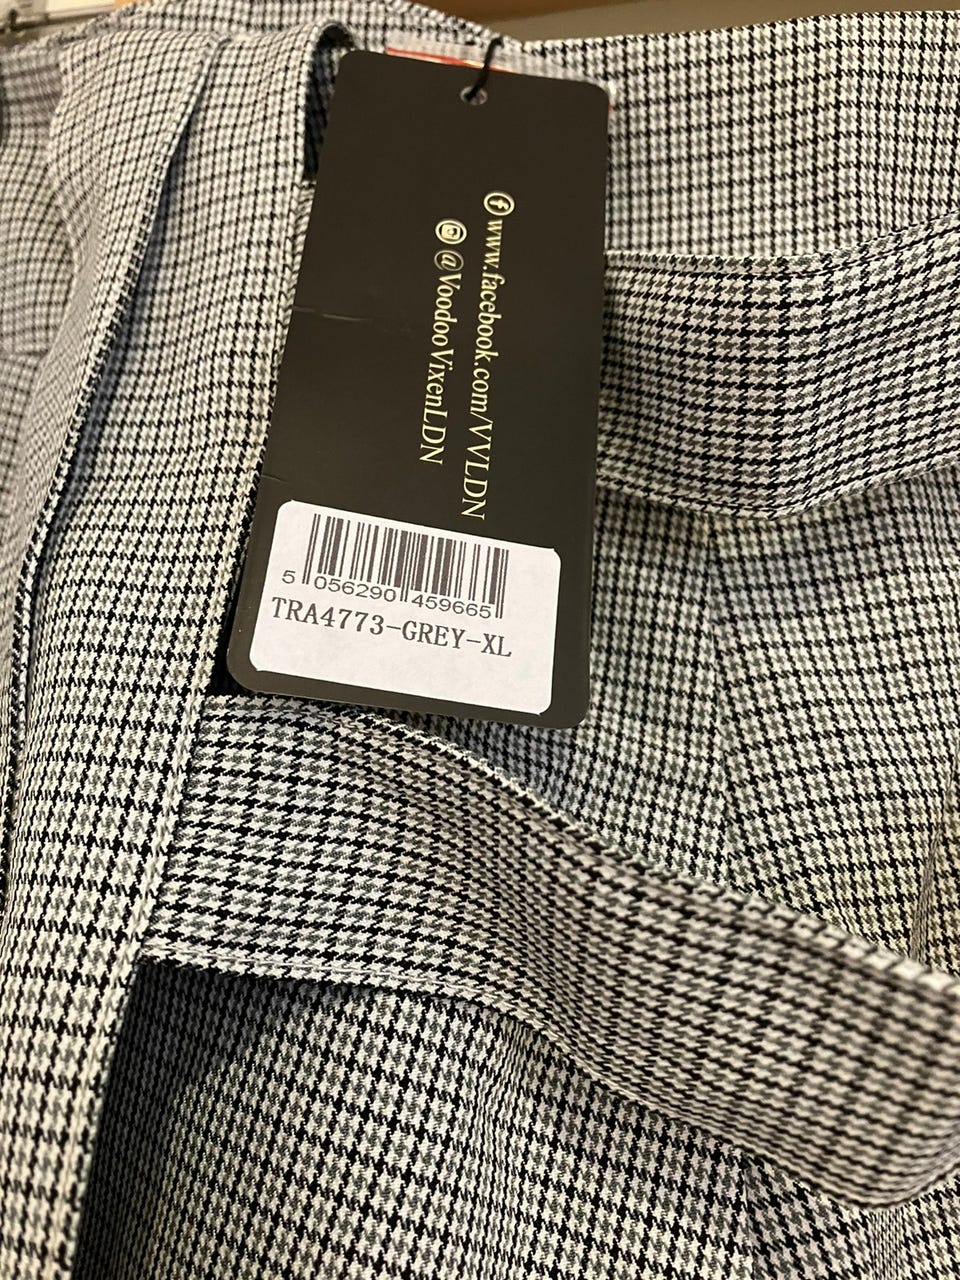 www.facebook.com/VVLDN
@VoodooVixenLDN
5 056290 459665
TRA4773-GREY-XL